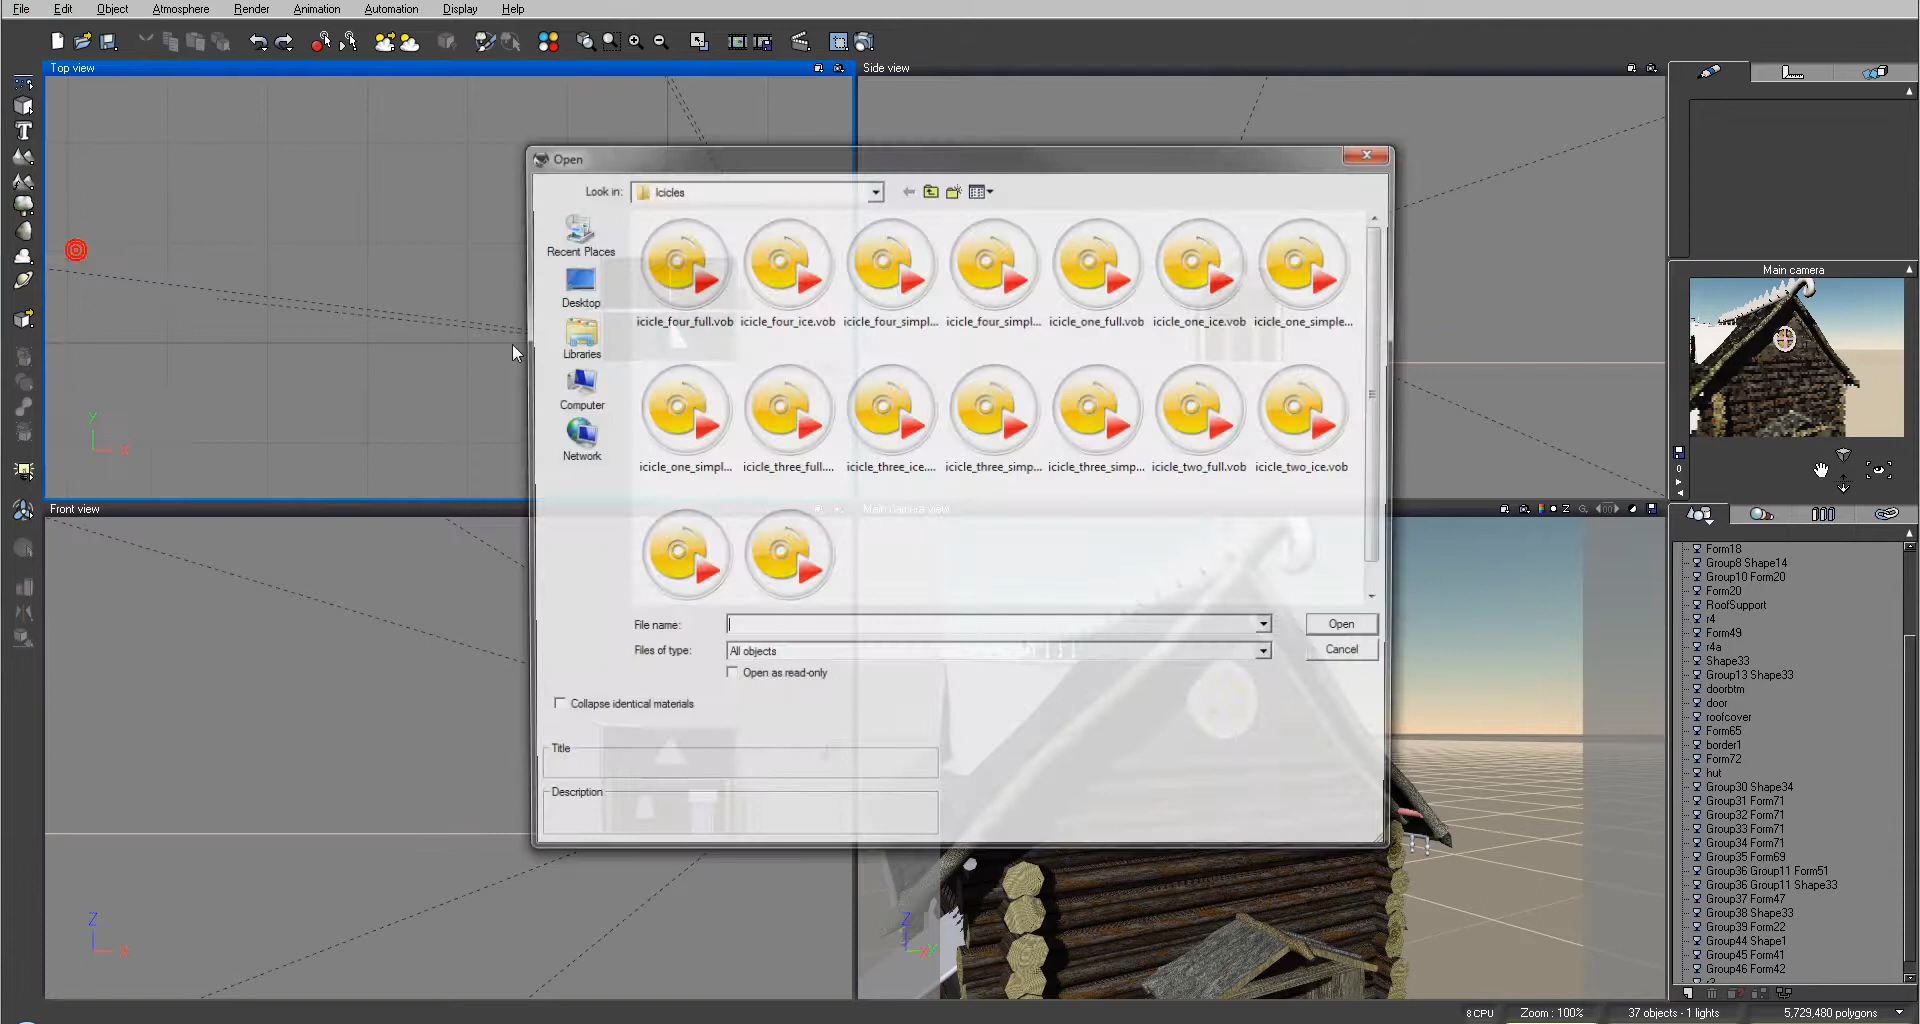 File Edit Object Atmosphere Render Animation Automation Display Help
Top view
Side view
Open
Look in: Icicles
Recent Places
Desktop
Libraries
Computer
Network
icicle_four_full.vob icicle_four_ice.vob icicle_four_simpl... icicle_four_simpl... icicle_one_full.vob icicle_one_ice.vob icicle_one_simple...
icicle_one_simpl... icicle_three_full.... icicle_three_ice.... icicle_three_simp... icicle_three_simp... icicle_two_full.vob icicle_two_ice.vob
File name: Open
Files of type: All objects Cancel
Open as read-only
Collapse identical materials
Title
Description
Main camera
0
Front view
Main camera view
Form18
Group8 Shape14
Group10 Form20
Form20
RoofSupport
r4
Form49
r4a
Shape33
Group13 Shape33
doorbtm
door
roofcover
Form65
border1
Form72
hut
Group30 Shape34
Group31 Form71
Group32 Form71
Group33 Form71
Group34 Form71
Group35 Form69
Group36 Group11 Form51
Group36 Group11 Shape33
Group37 Form47
Group38 Shape33
Group39 Form22
Group44 Shape1
Group45 Form41
Group46 Form42
y x
Z X
Z X Y
8 CPU Zoom : 100% 37 objects - 1 lights 5,729,480 polygons